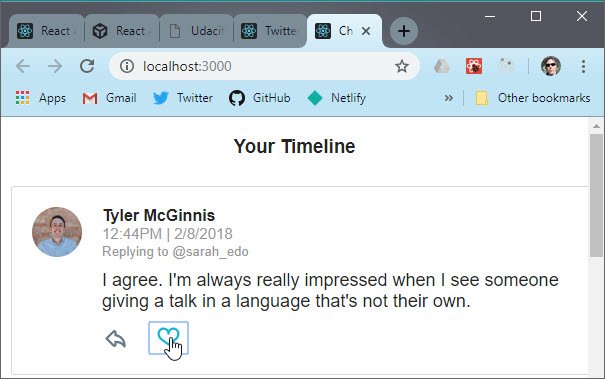 React
React
Udacit
Twitte
Ch
localhost:3000
Apps
Gmail
Twitter
GitHub
Netlify
»
Other bookmarks
Your Timeline
Tyler McGinnis
12:44PM | 2/8/2018
Replying to @sarah_edo
I agree. I'm always really impressed when I see someone
giving a talk in a language that's not their own.